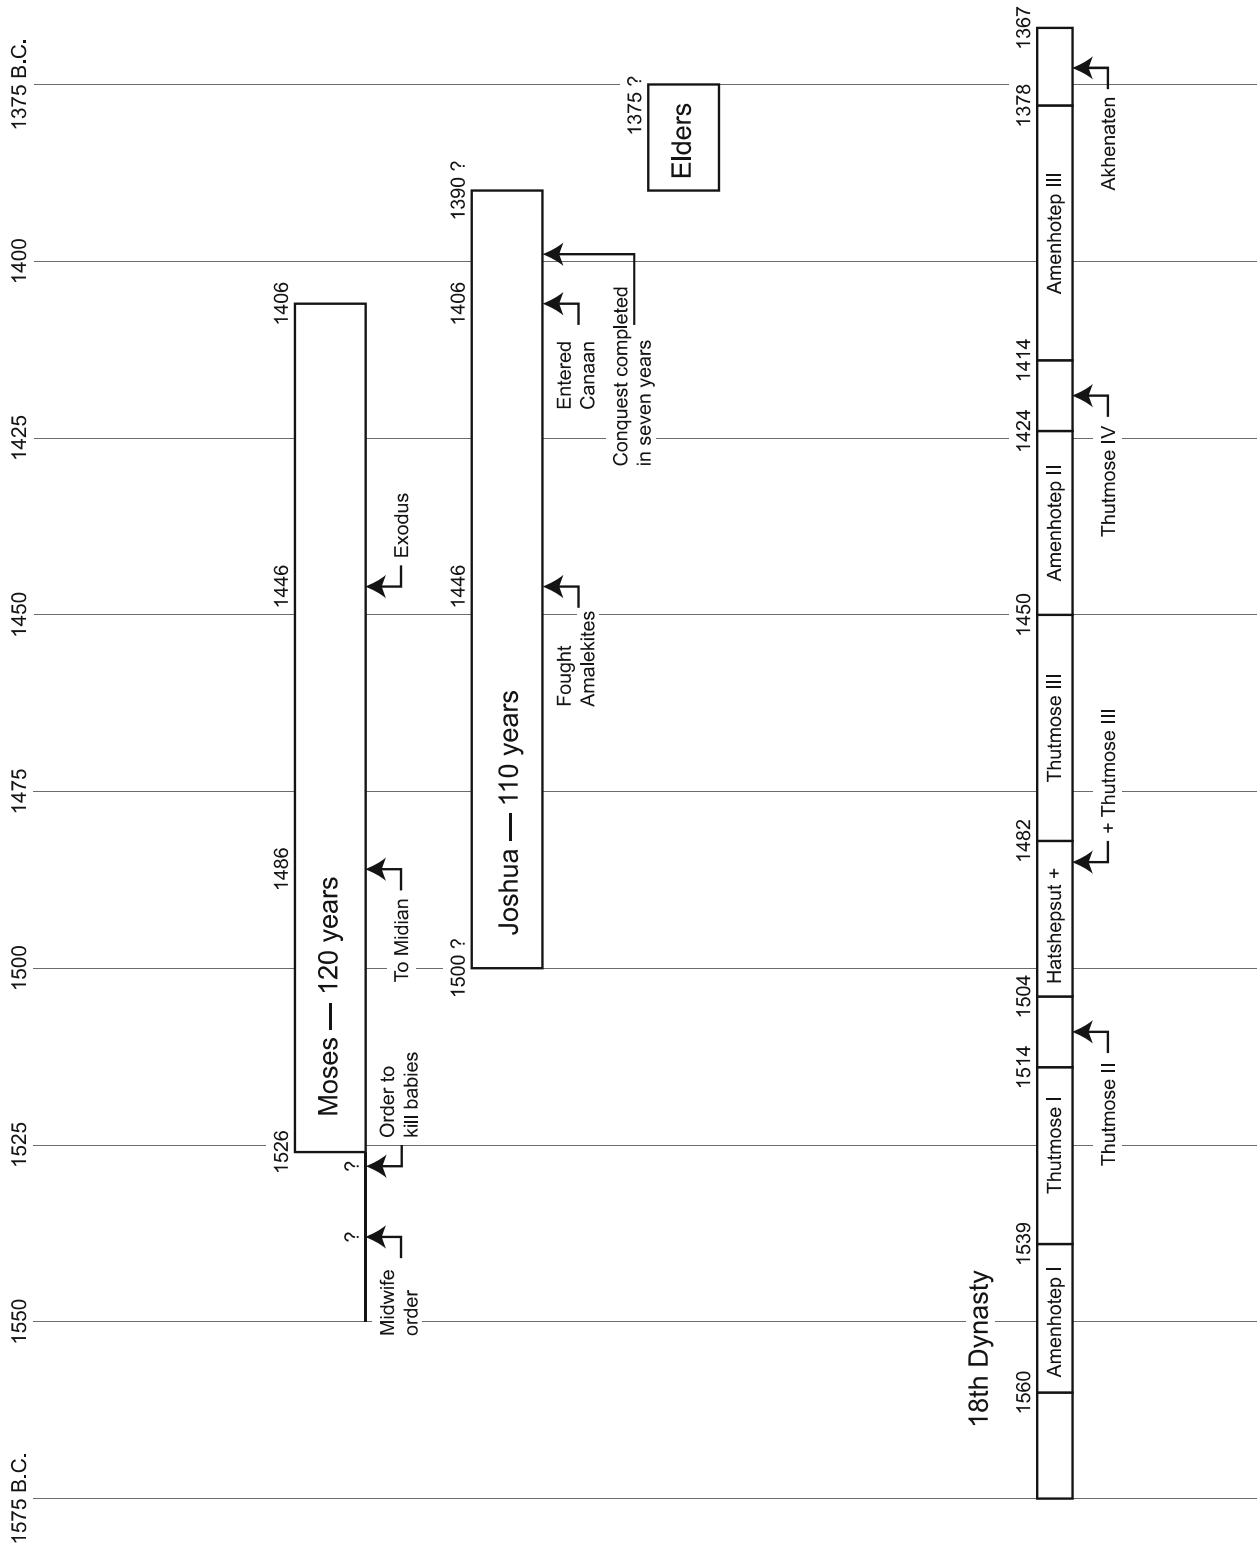 1575 B.C.
1550
1525
1500
1475
1450
1425
1400
1375 B.C.
1526
1486
1446
1406
Moses — 120 years
?
?
Midwife
order
Order to
kill babies
To Midian
Exodus
1500 ?
1446
1406
1390 ?
Joshua — 110 years
Fought
Amalekites
Entered
Canaan
Conquest completed
in seven years
1375 ?
Elders
18th Dynasty
1560
1539
1514
1504
1482
1450
1424
1414
1378
1367
Amenhotep I
Thutmose I
Hatshepsut +
Thutmose III
Amenhotep II
Amenhotep III
Thutmose II
+ Thutmose III
Thutmose IV
Akhenaten